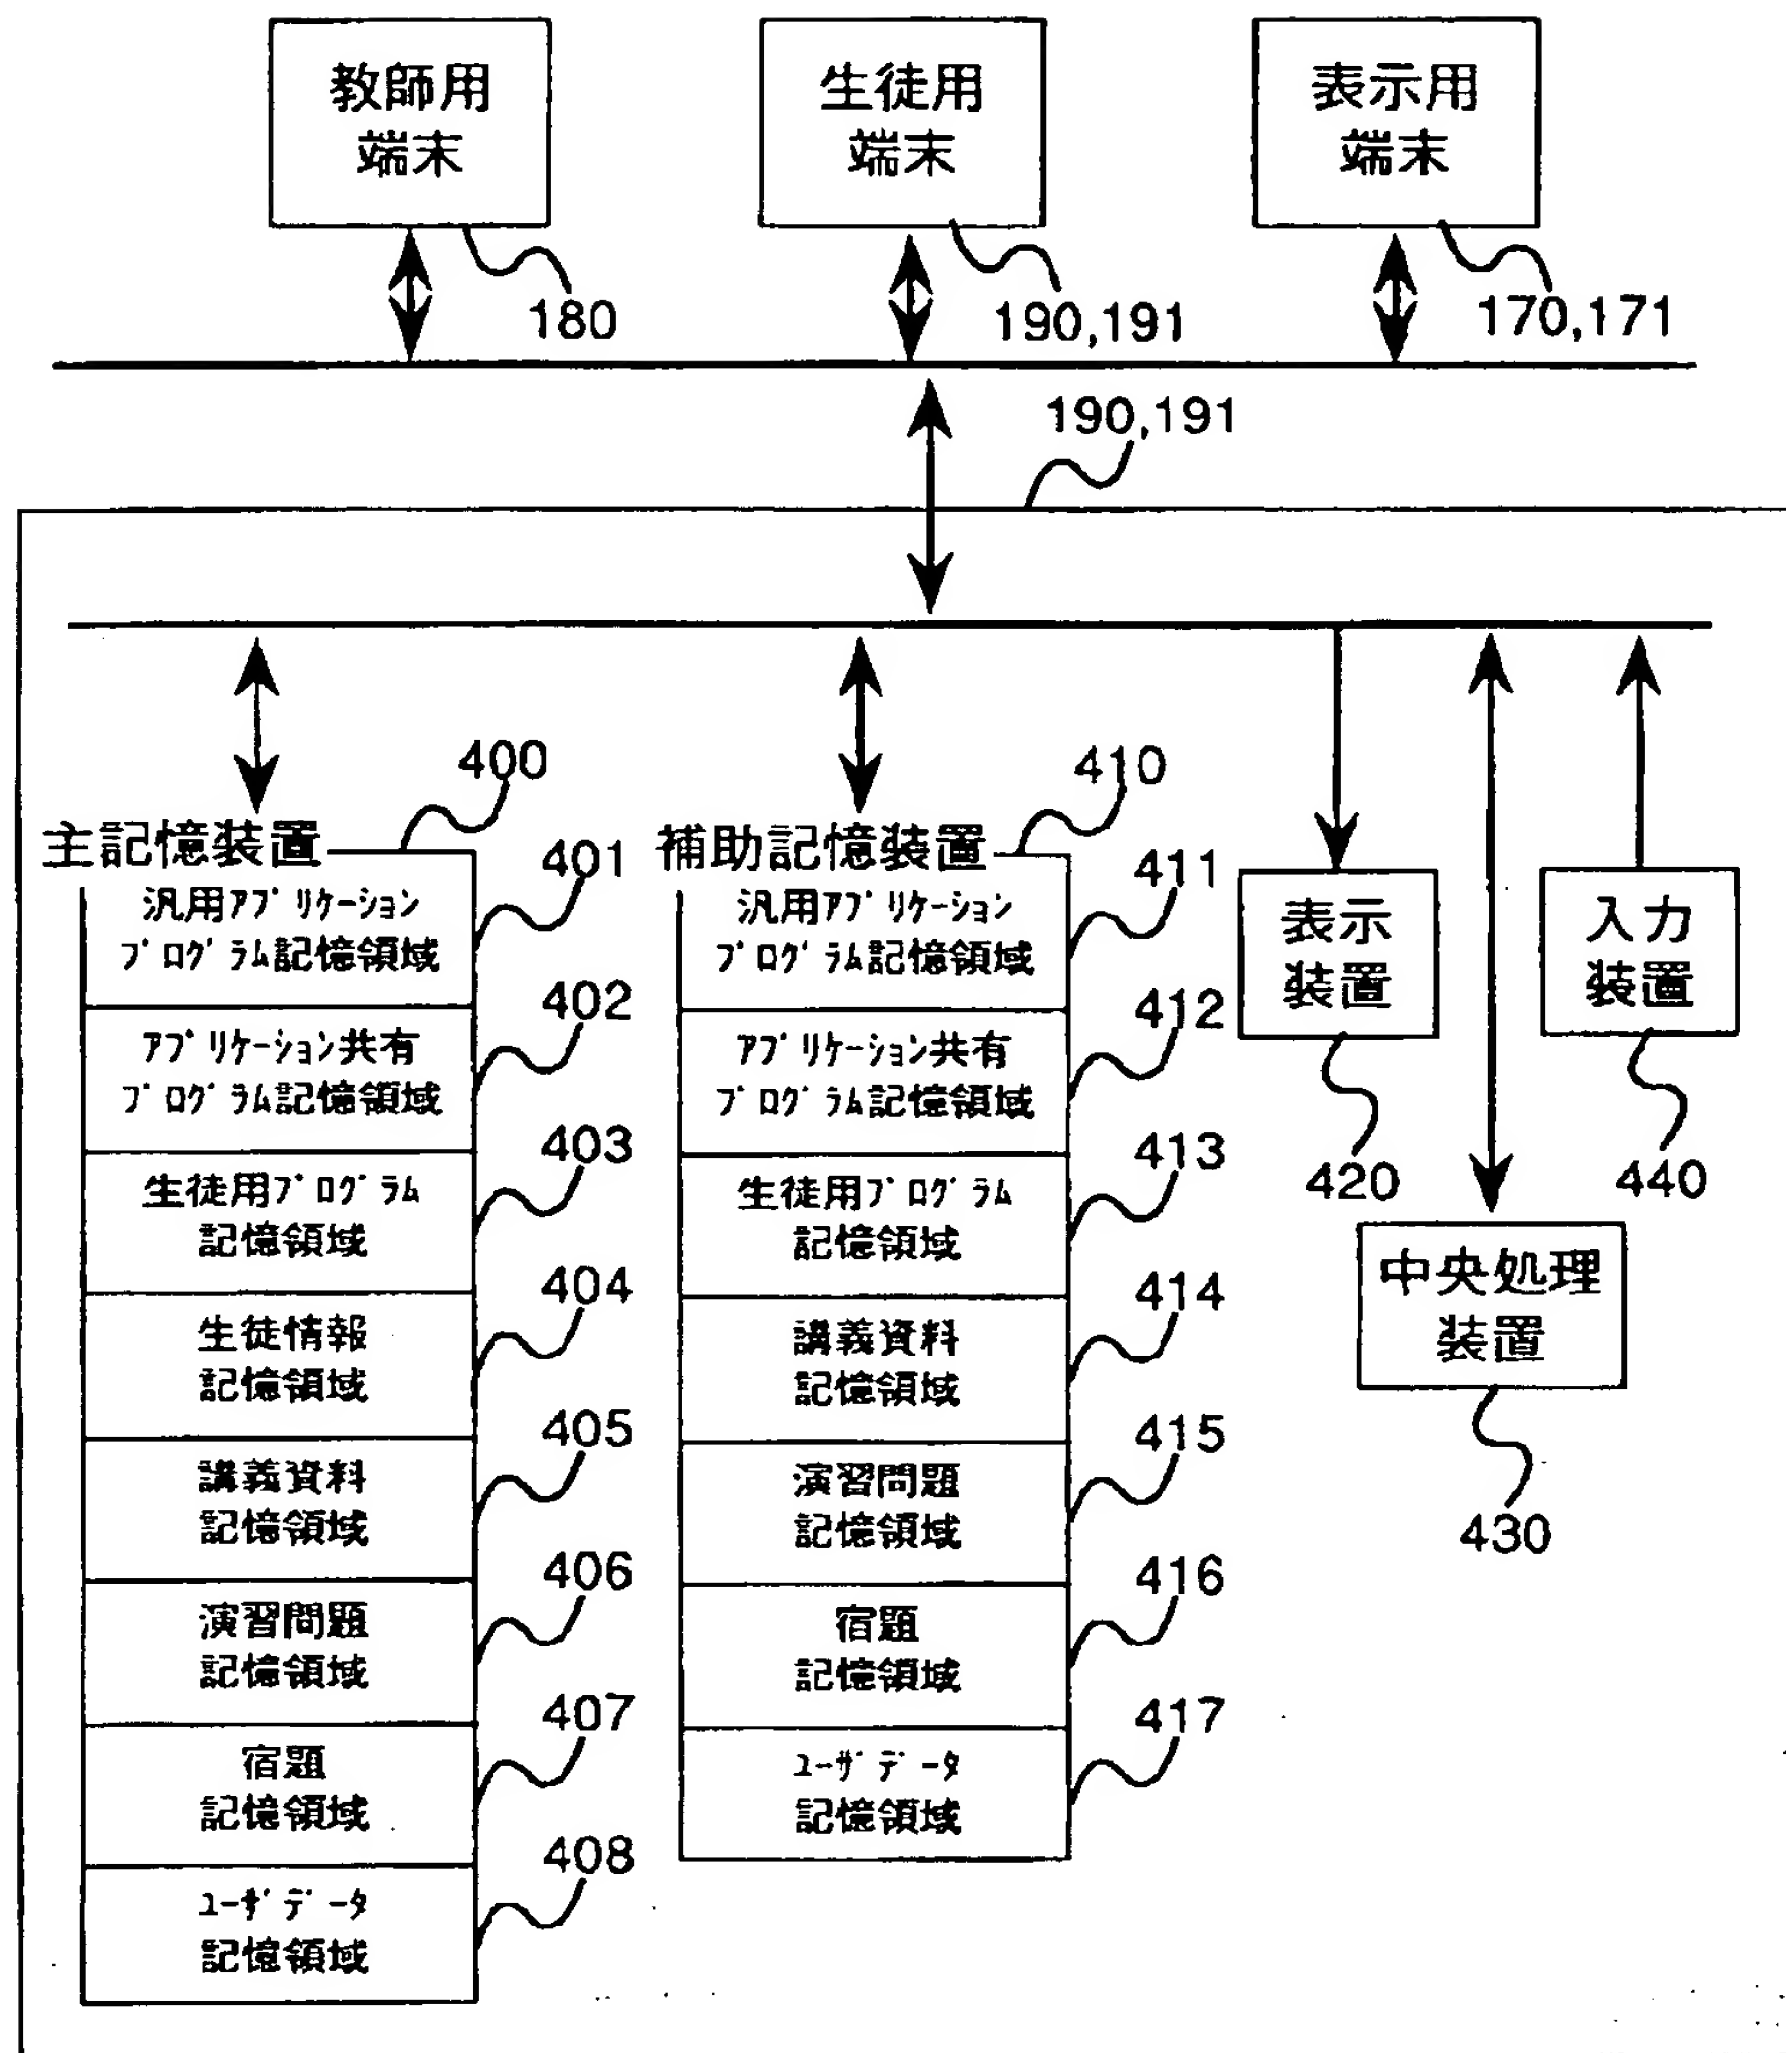 教師用
端末
生徒用
端末
表示用
端末
180
190,191
170,171
190,191
400
主記憶装置
汎用アプリケーション
プログラム記憶領域
401
アプリケーション共有
プログラム記憶領域
402
生徒用プログラム
記憶領域
403
生徒情報
記憶領域
404
講義資料
記憶領域
405
演習問題
記憶領域
406
宿題
記憶領域
407
ユーザデータ
記憶領域
408
410
補助記憶装置
汎用アプリケーション
プログラム記憶領域
411
アプリケーション共有
プログラム記憶領域
412
生徒用プログラム
記憶領域
413
講義資料
記憶領域
414
演習問題
記憶領域
415
宿題
記憶領域
416
ユーザデータ
記憶領域
417
表示
装置
420
入力
装置
440
中央処理
装置
430